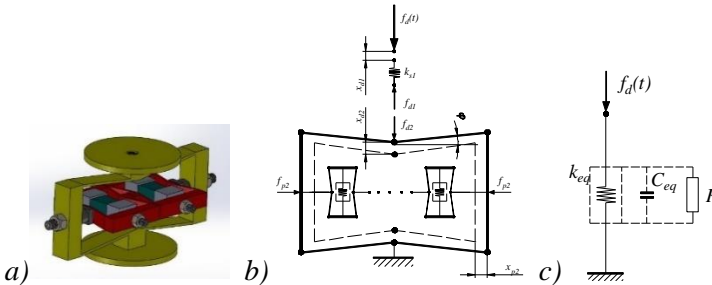 f_d(t)
x_d1
k_s1
f_d1
x_d2
f_d2
f_p2
f_p2
x_p2
a)
b)
f_d(t)
k_eq
C_eq
c)